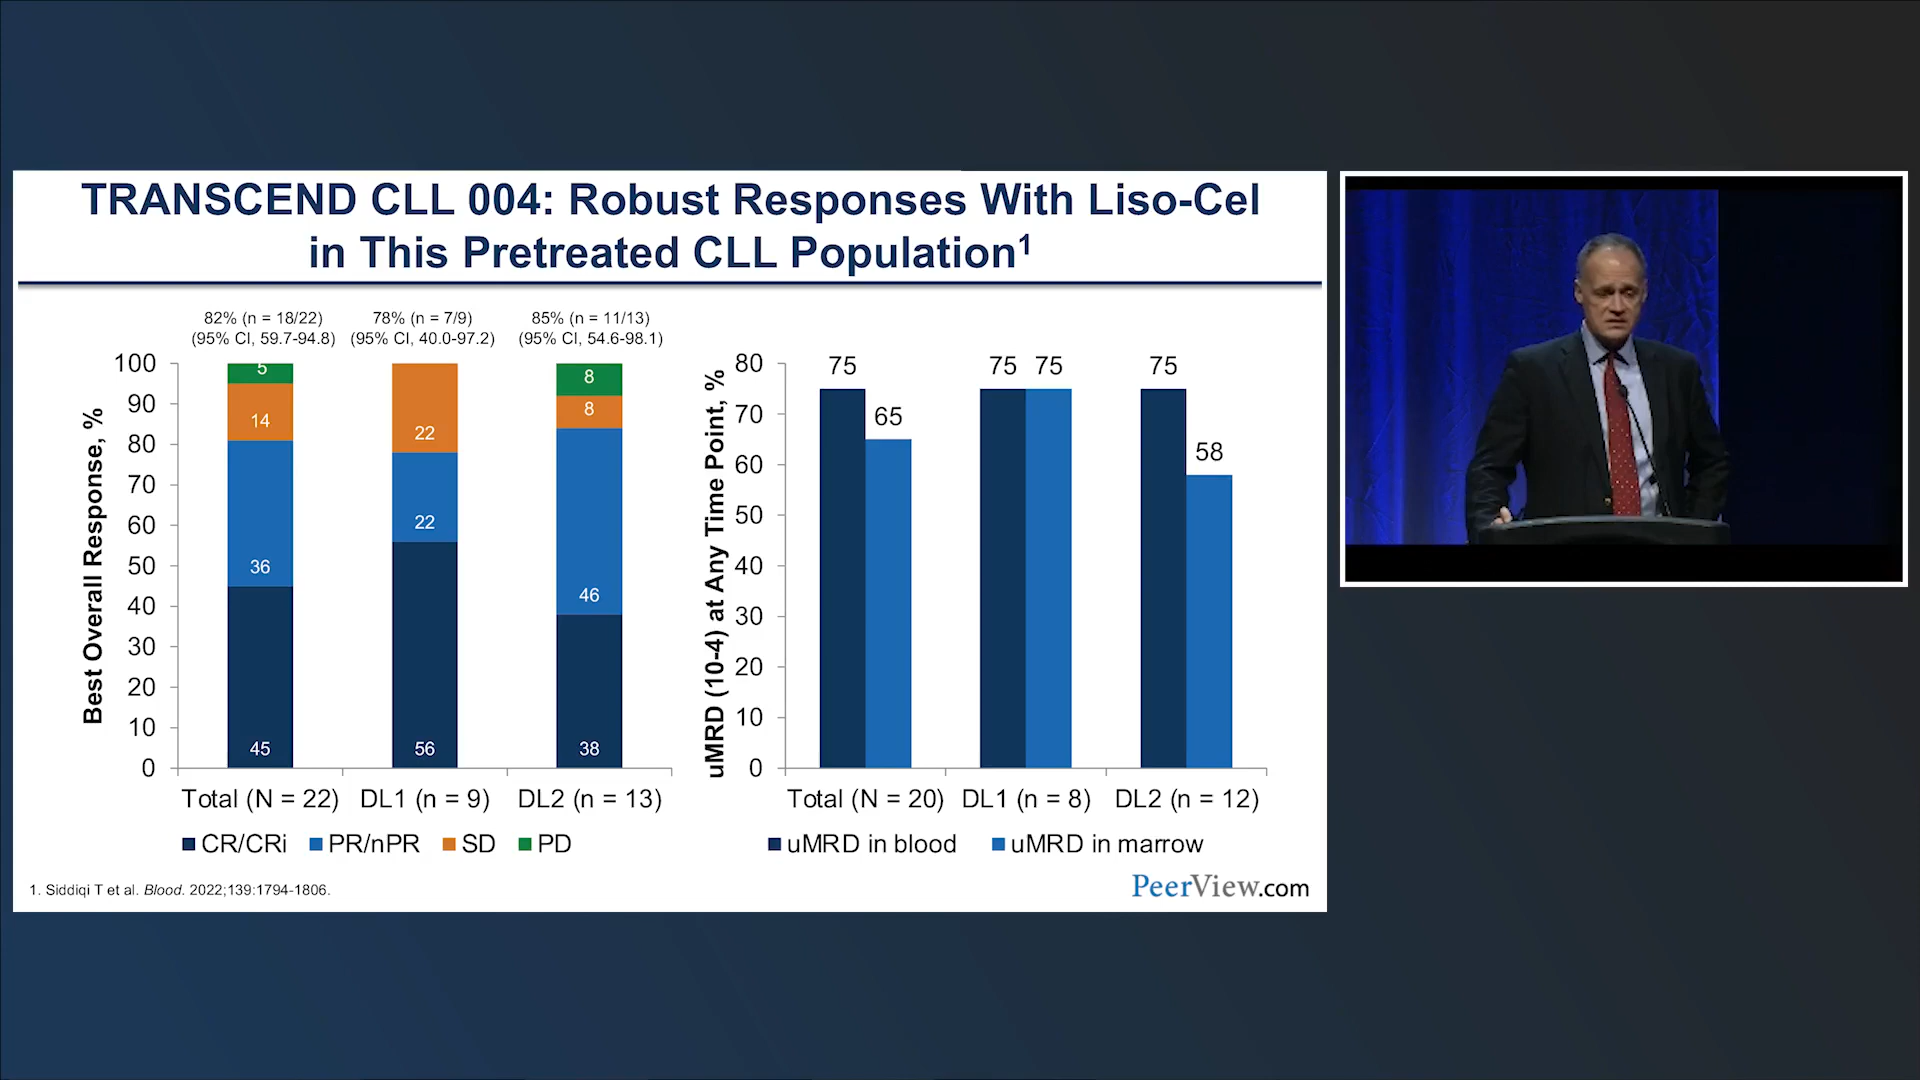 TRANSCEND CLL 004: Robust Responses With Liso-Cel
in This Pretreated CLL Population¹
82% (n = 18/22)
(95% CI, 59.7-94.8)
78% (n = 7/9)
(95% CI, 40.0-97.2)
85% (n = 11/13)
(95% CI, 54.6-98.1)
Best Overall Response, %
100
90
80
70
60
50
40
30
20
10
0
5
14
36
45
22
22
56
8
8
46
38
Total (N = 22)
DL1 (n = 9)
DL2 (n = 13)
CR/CRi
PR/nPR
SD
PD
uMRD (10-4) at Any Time Point, %
80
70
60
50
40
30
20
10
0
75
65
75
75
75
58
Total (N = 20)
DL1 (n = 8)
DL2 (n = 12)
uMRD in blood
uMRD in marrow
1. Siddiqi T et al. Blood. 2022;139:1794-1806.
PeerView.com